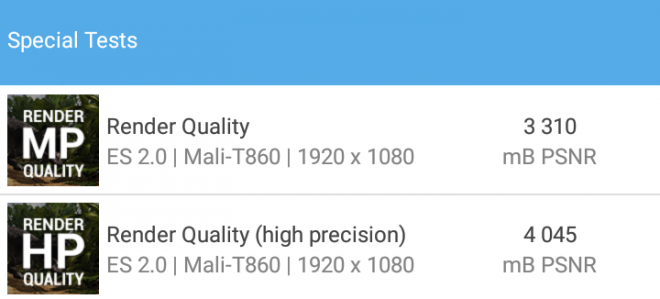 Special Tests
RENDER
MP
QUALITY
Render Quality
3 310
ES 2.0 | Mali-T860 | 1920 x 1080
mB PSNR
RENDER
HP
QUALITY
Render Quality (high precision)
4 045
ES 2.0 | Mali-T860 | 1920 x 1080
mB PSNR